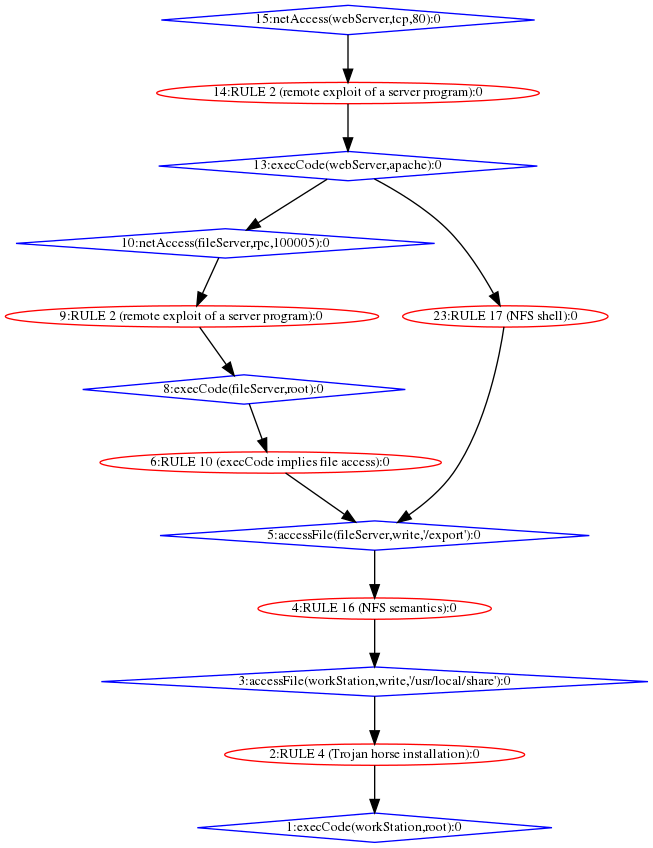 15:netAccess(webServer,tcp,80):0
14:RULE 2 (remote exploit of a server program):0
13:execCode(webServer,apache):0
10:netAccess(fileServer,rpc,100005):0
9:RULE 2 (remote exploit of a server program):0
23:RULE 17 (NFS shell):0
8:execCode(fileServer,root):0
6:RULE 10 (execCode implies file access):0
5:accessFile(fileServer,write,'/export'):0
4:RULE 16 (NFS semantics):0
3:accessFile(workStation,write,'/usr/local/share'):0
2:RULE 4 (Trojan horse installation):0
1:execCode(workStation,root):0